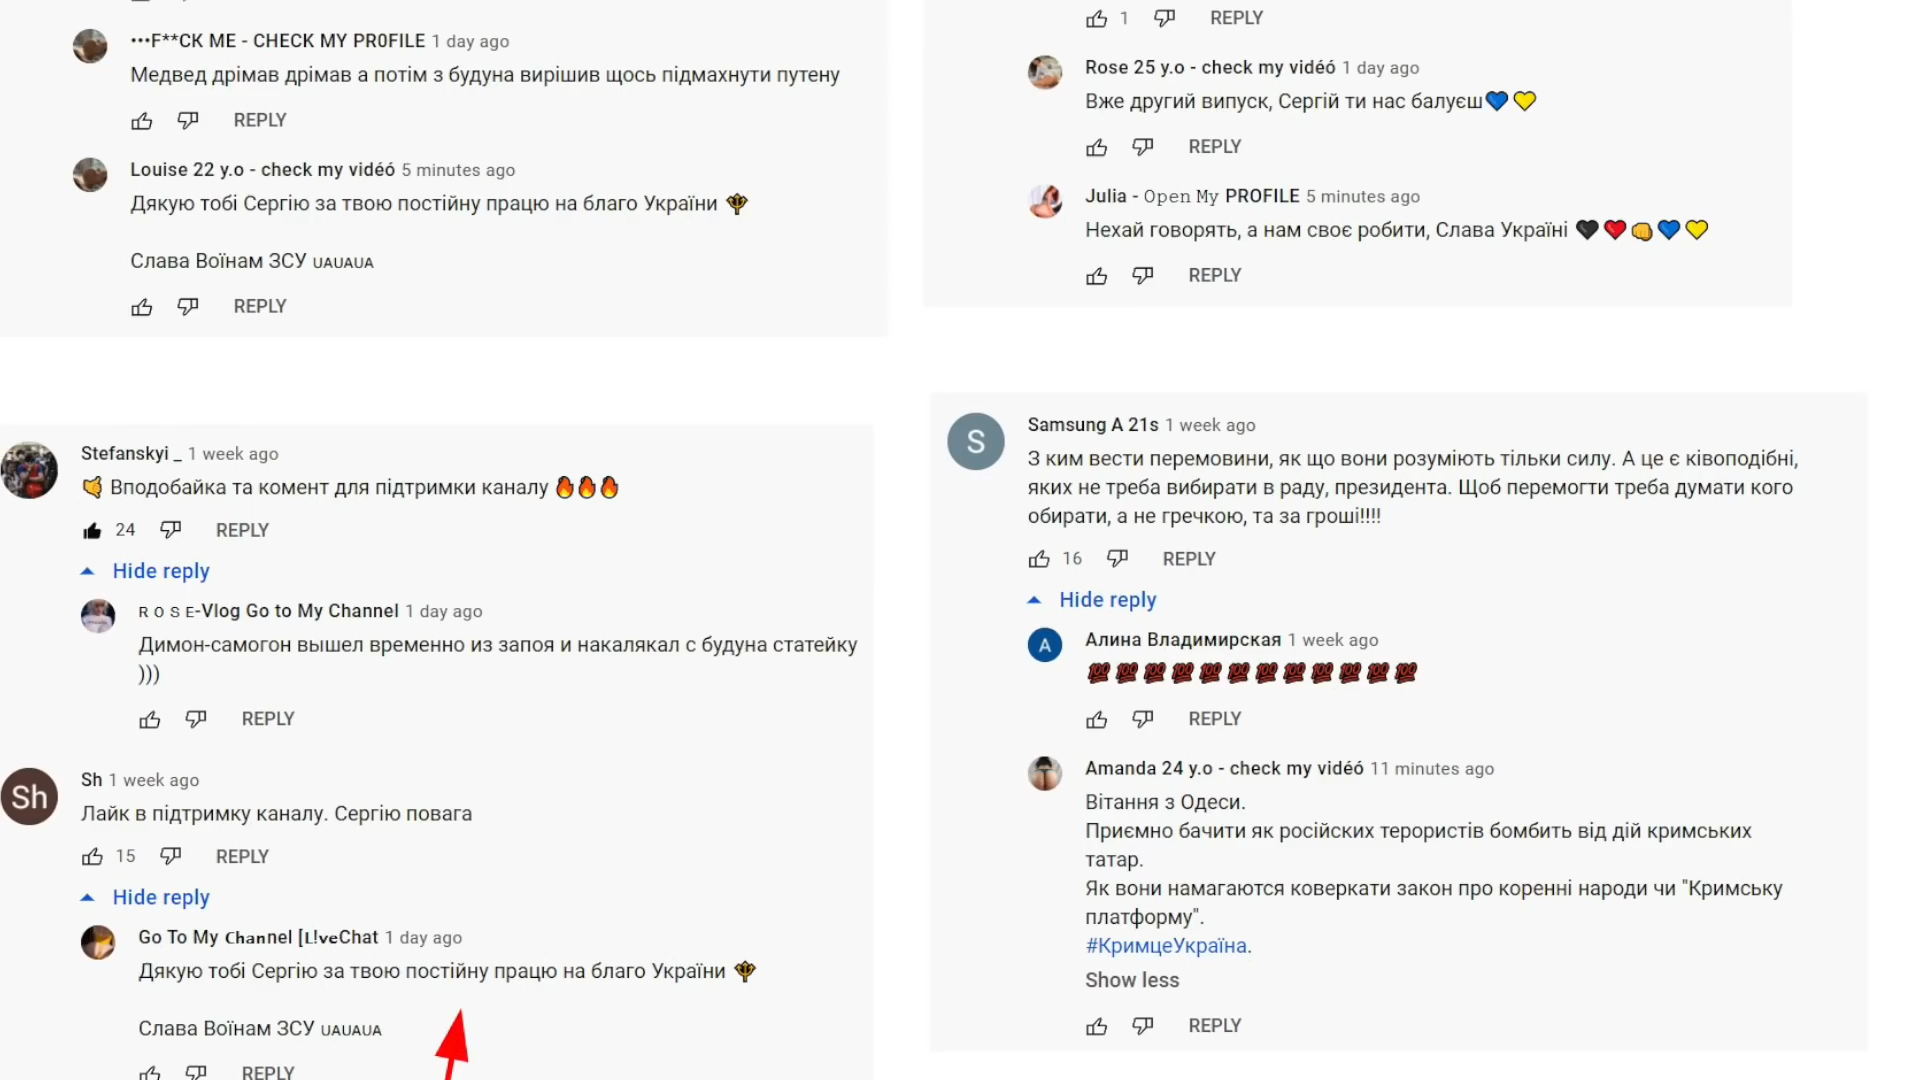 •••F**CK ME - CHECK MY PR0FILE 1 day ago
Медвед дрімав дрімав а потім з будуна вирішив щось підмахнути путену
REPLY
Louise 22 y.o - check my vidéó 5 minutes ago
Дякую тобі Сергію за твою постійну працю на благо України
Слава Воїнам ЗСУ ᴜᴀᴜᴀᴜᴀ
REPLY
1 REPLY
Rose 25 y.o - check my vidéó 1 day ago
Вже другий випуск, Сергій ти нас балуєш💙💛
REPLY
Julia - Open My PROFILE 5 minutes ago
Нехай говорять, а нам своє робити, Слава Україні 🖤❤️👊💙💛
REPLY
Stefanskyi _ 1 week ago
🤙 Вподобайка та комент для підтримки каналу 🔥🔥🔥
24 REPLY
Hide reply
ʀ ᴏ s ᴇ-Vlog Go to My Channel 1 day ago
Димон-самогон вышел временно из запоя и накалякал с будуна статейку
)))
REPLY
Sh
Sh 1 week ago
Лайк в підтримку каналу. Сергію повага
15 REPLY
Hide reply
Go To My Channel [L!veChat 1 day ago
Дякую тобі Сергію за твою постійну працю на благо України
Слава Воїнам ЗСУ ᴜᴀᴜᴀᴜᴀ
REPLY
S
Samsung A 21s 1 week ago
З ким вести перемовини, як що вони розуміють тільки силу. А це є ківоподібні,
яких не треба вибирати в раду, президента. Щоб перемогти треба думати кого
обирати, а не гречкою, та за гроші!!!!
16 REPLY
Hide reply
А
Алина Владимирская 1 week ago
💯💯💯💯💯💯💯💯💯💯💯💯
REPLY
Amanda 24 y.o - check my vidéó 11 minutes ago
Вітання з Одеси.
Приємно бачити як російских терористів бомбить від дій кримських
татар.
Як вони намагаются коверкати закон про коренні народи чи "Кримську
платформу".
#КримцеУкраїна.
Show less
REPLY